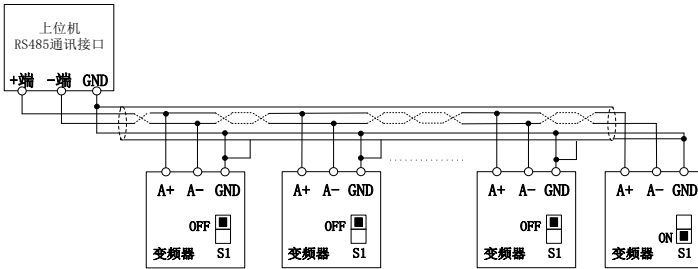 上位机
RS485通讯接口
+端 -端 GND
A+ A- GND
OFF
变频器 S1
A+ A- GND
OFF
变频器 S1
A+ A- GND
OFF
变频器 S1
A+ A- GND
ON
变频器 S1